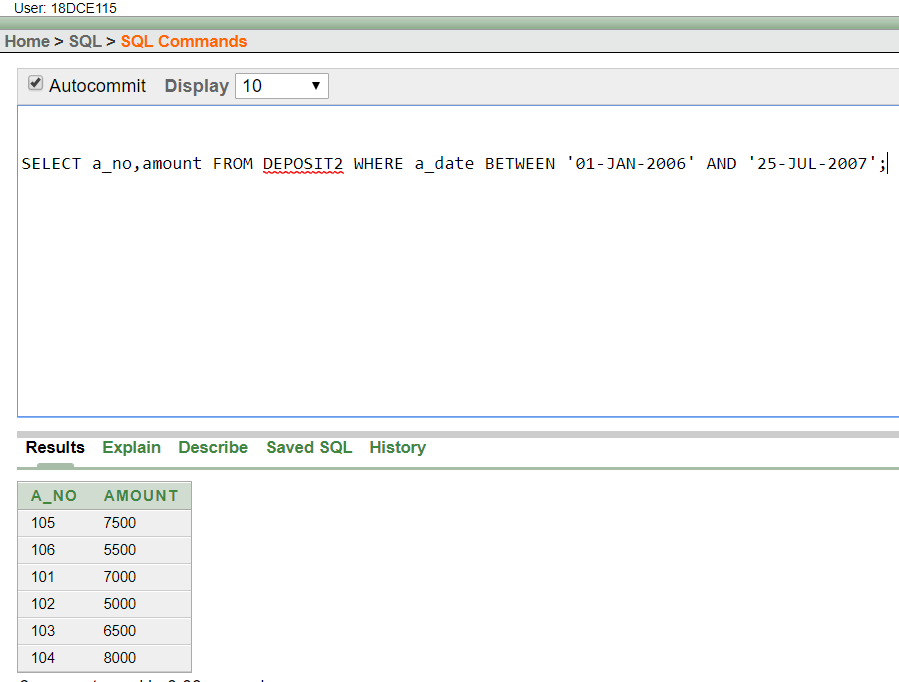 User: 18DCE115
Home > SQL > SQL Commands
Autocommit Display 10
SELECT a_no,amount FROM DEPOSIT2 WHERE a_date BETWEEN '01-JAN-2006' AND '25-JUL-2007';
Results Explain Describe Saved SQL History
A_NO AMOUNT
105 7500
106 5500
101 7000
102 5000
103 6500
104 8000